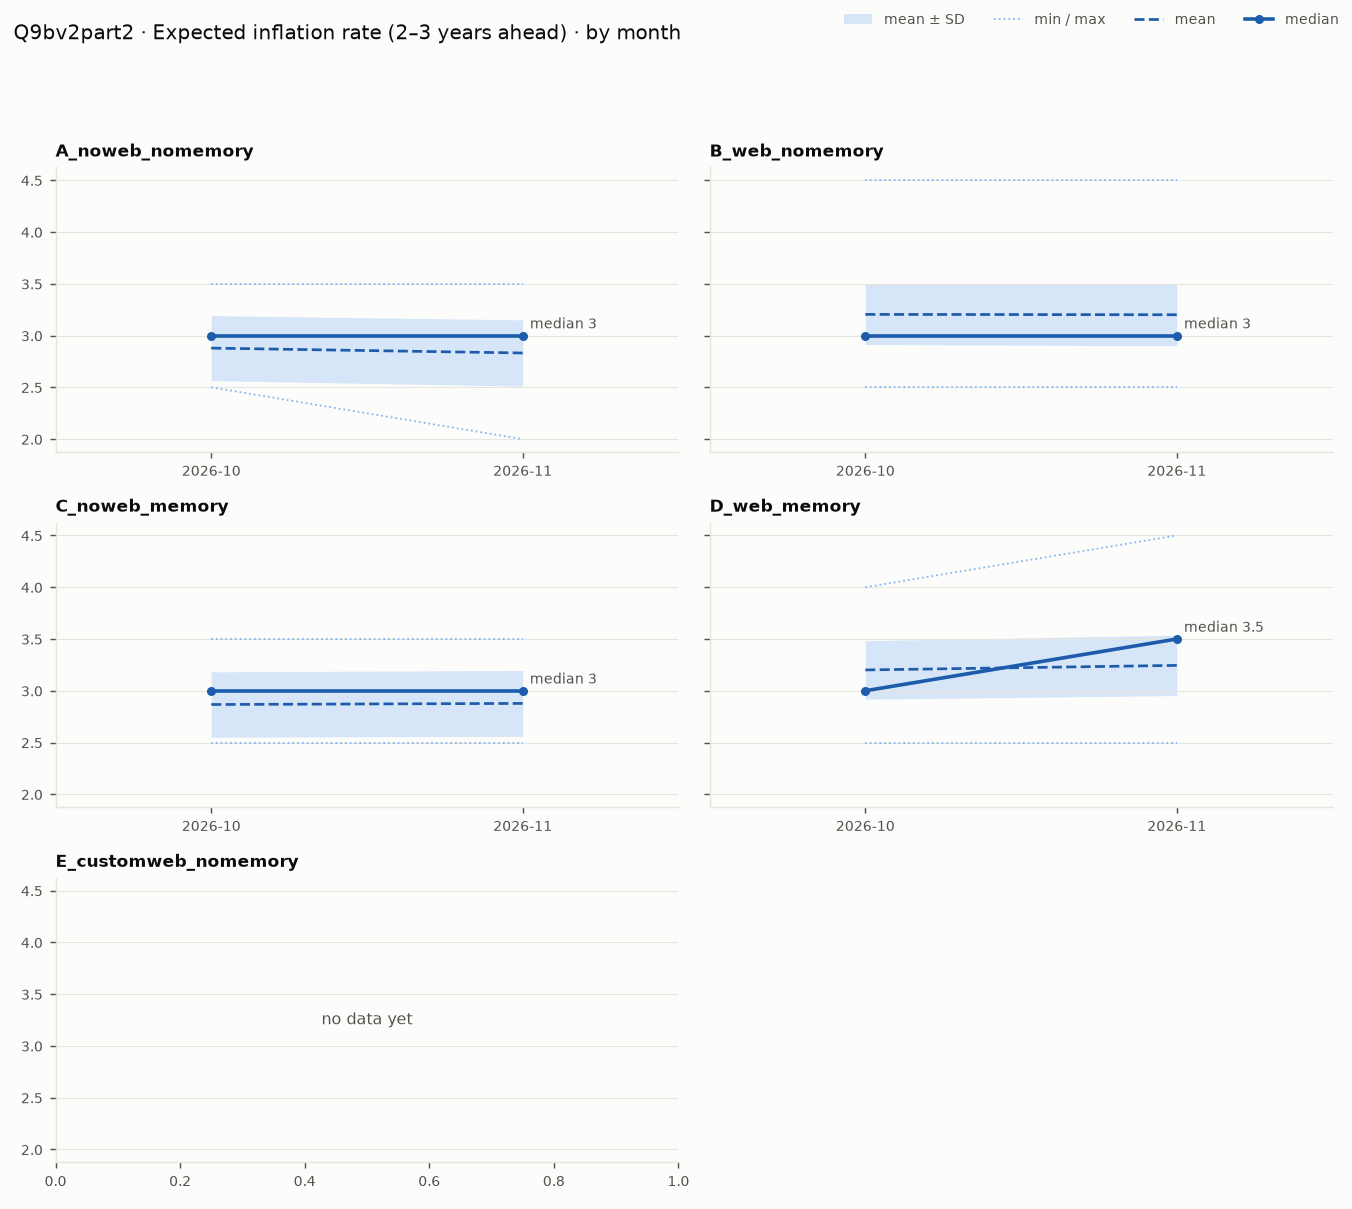 mean ± SD   min / max   mean   median
Q9bv2part2 · Expected inflation rate (2–3 years ahead) · by month
A_noweb_nomemory
4.5
4.0
3.5
3.0
2.5
2.0
median 3
2026-10   2026-11
B_web_nomemory
median 3
2026-10   2026-11
C_noweb_memory
4.5
4.0
3.5
3.0
2.5
2.0
median 3
2026-10   2026-11
D_web_memory
median 3.5
2026-10   2026-11
E_customweb_nomemory
4.5
4.0
3.5
3.0
2.5
2.0
no data yet
0.0   0.2   0.4   0.6   0.8   1.0